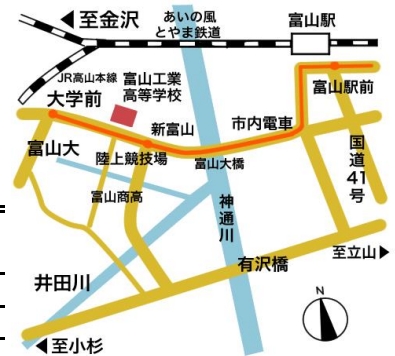 ◀至金沢
あいの風
とやま鉄道
富山駅
JR高山本線
富山工業
高等学校
大学前
富山駅前
新富山
市内電車
富山大
陸上競技場
富山大橋
国道41号
富山商高
神通川
至立山▶
有沢橋
井田川
N
◀至小杉